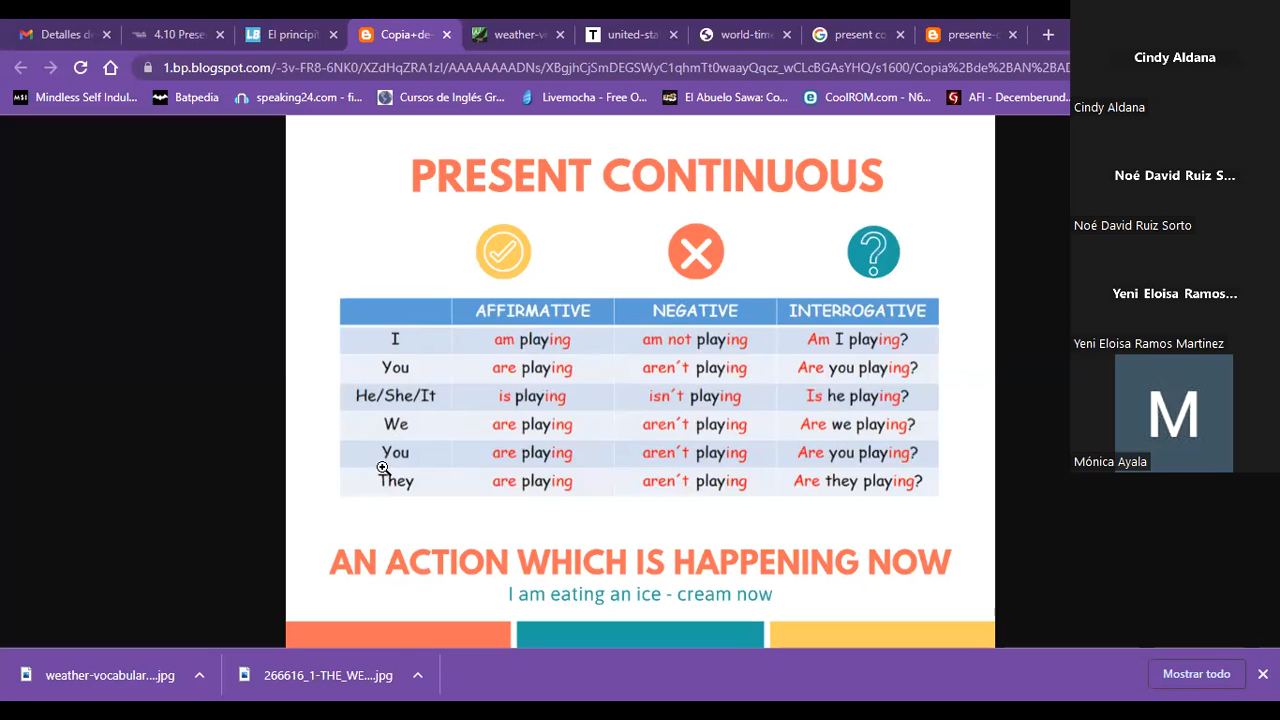 Detalles de
4.10 Prese
El principit
Copia+de-
weather-v
united-sta
world-time
present co
presente-c
1.bp.blogspot.com/-3v-FR8-6NK0/XZdHqZRA1zI/AAAAAAAADNs/XBgjhCjSmDEGSWyC1qhmTt0waayQqcz_wCLcBGAsYHQ/s1600/Copia%2Bde%2BAN%2BAD
Mindless Self Indul...
Batpedia
speaking24.com - fi...
Cursos de Inglés Gr...
Livemocha - Free O...
El Abuelo Sawa: Co...
CoolROM.com - N6...
AFI - Decemberund...
PRESENT CONTINUOUS
AFFIRMATIVE NEGATIVE INTERROGATIVE
I am playing am not playing Am I playing?
You are playing aren´t playing Are you playing?
He/She/It is playing isn´t playing Is he playing?
We are playing aren´t playing Are we playing?
You are playing aren´t playing Are you playing?
They are playing aren´t playing Are they playing?
AN ACTION WHICH IS HAPPENING NOW
I am eating an ice - cream now
Cindy Aldana
Cindy Aldana
Noé David Ruiz S...
Noé David Ruiz Sorto
Yeni Eloisa Ramos...
Yeni Eloisa Ramos Martinez
M
Mónica Ayala
weather-vocabular....jpg
266616_1-THE_WE....jpg
Mostrar todo